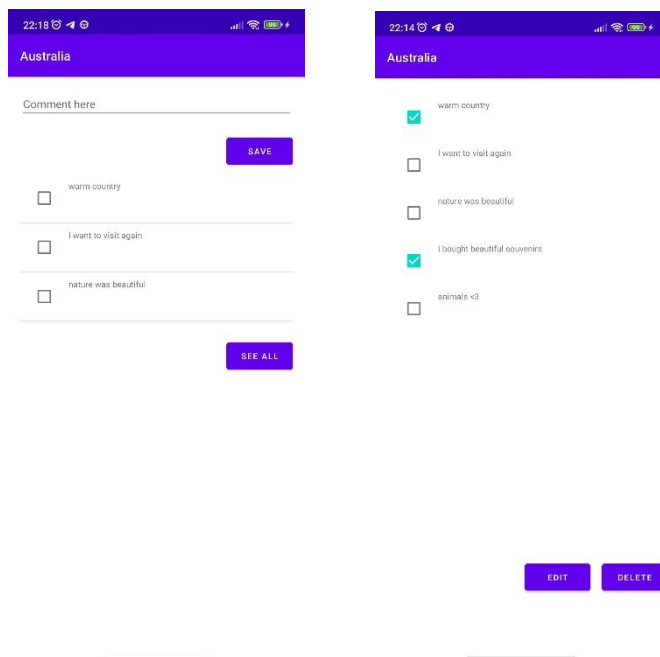 22:18
Australia
Comment here
SAVE
warm country
I want to visit again
nature was beautiful
SEE ALL
22:14
Australia
warm country
I want to visit again
nature was beautiful
I bought beautiful souvenirs
animals <3
EDIT
DELETE